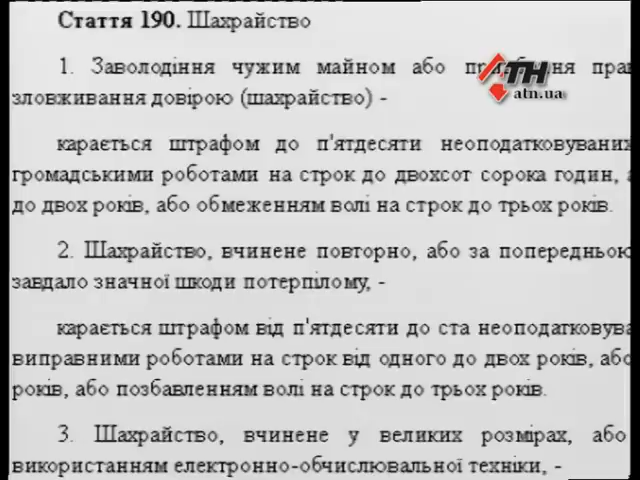 Стаття 190. Шахрайство
1. Заволодіння чужим майном або
зловживання довірою (шахрайство) -
АТН
atn.ua
карається штрафом до п'ятдесяти неоподатковуваних
громадськими роботами на строк до двохсот сорока годин,
до двох років, або обмеженням волі на строк до трьох років.
2. Шахрайство, вчинене повторно, або за попередньою
завдало значної шкоди потерпілому, -
карається штрафом від п'ятдесяти до ста неоподатковува
виправними роботами на строк від одного до двох років, або
років, або позбавленням волі на строк до трьох років.
3. Шахрайство, вчинене у великих розмірах, або
використанням електронно-обчислювальної техніки, -